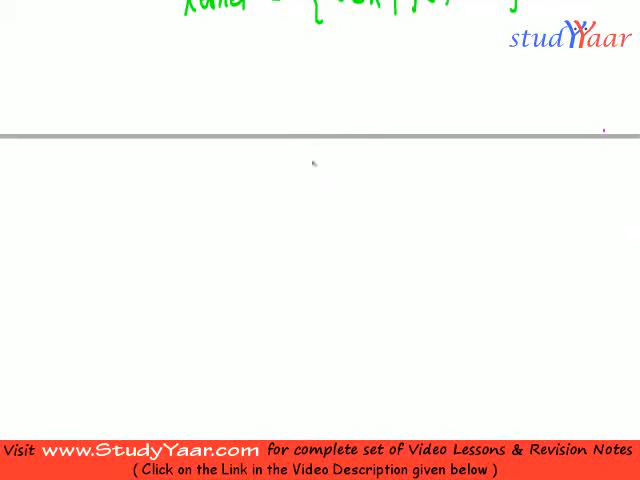 studYYaar
Visit www.StudyYaar.com for complete set of Video Lessons & Revision Notes
( Click on the Link in the Video Description given below )